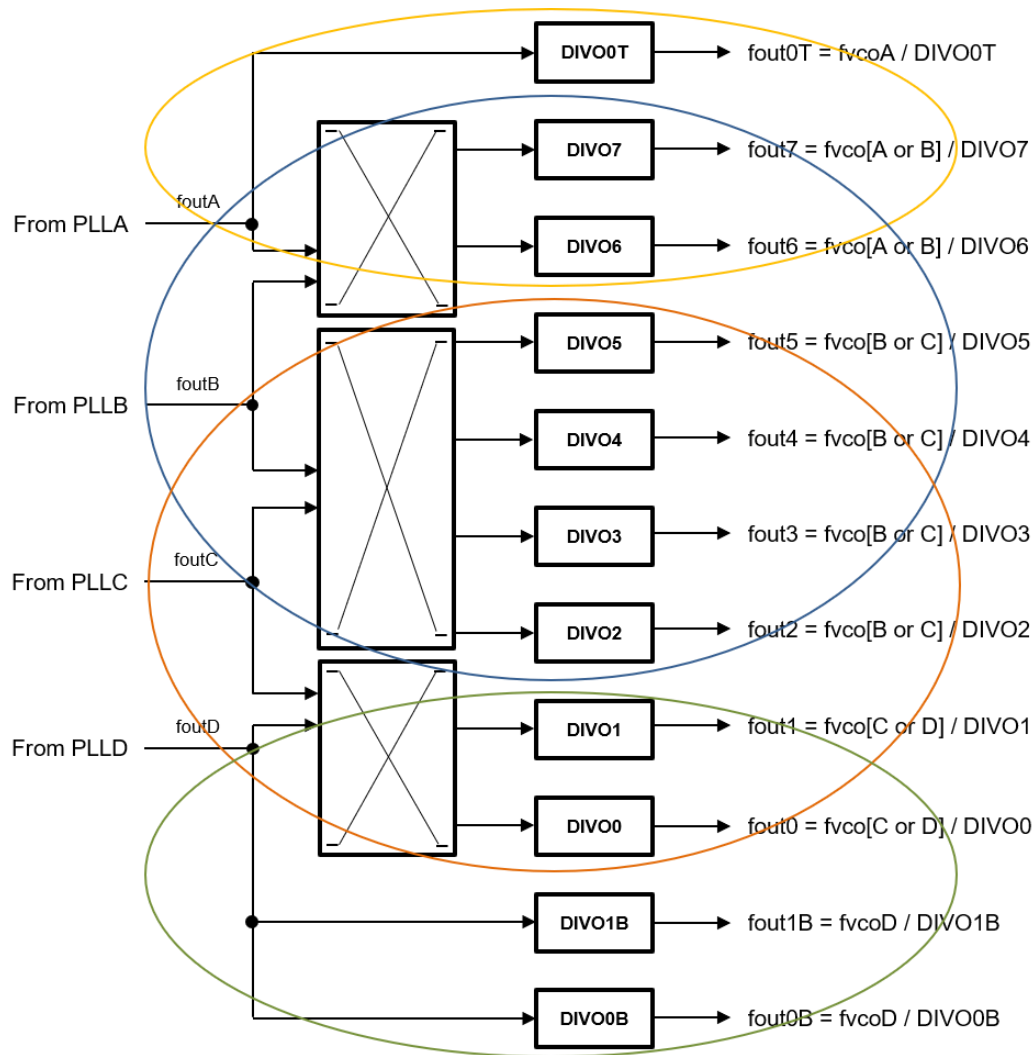 DIVO0T
fout0T = fvcoA / DIVO0T
DIVO7
fout7 = fvco[A or B] / DIVO7
foutA
From PLLA
DIVO6
fout6 = fvco[A or B] / DIVO6
DIVO5
fout5 = fvco[B or C] / DIVO5
foutB
From PLLB
DIVO4
fout4 = fvco[B or C] / DIVO4
DIVO3
fout3 = fvco[B or C] / DIVO3
foutC
From PLLC
DIVO2
fout2 = fvco[B or C] / DIVO2
foutD
From PLLD
DIVO1
fout1 = fvco[C or D] / DIVO1
DIVO0
fout0 = fvco[C or D] / DIVO0
DIVO1B
fout1B = fvcoD / DIVO1B
DIVO0B
fout0B = fvcoD / DIVO0B